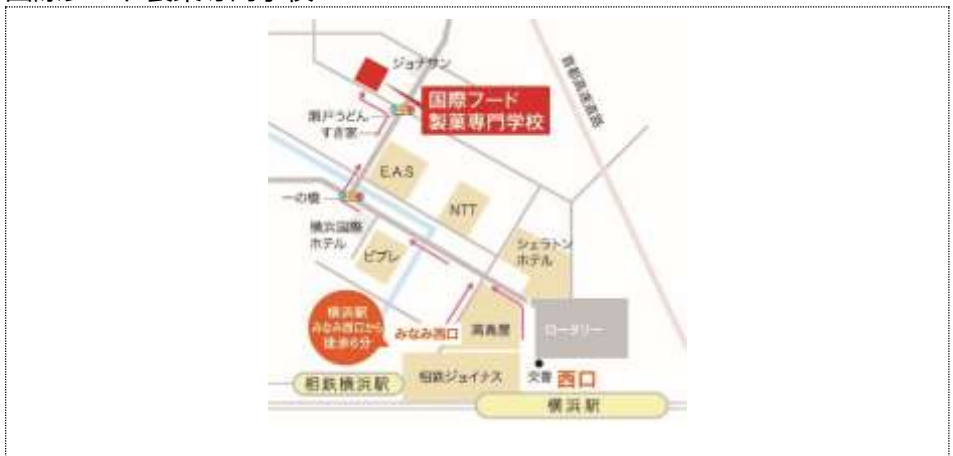 ジョナサン
首都高速道路
国際フード
製菓専門学校
瀬戸うどん
すき家
E.A.S
一の橋
NTT
横浜国際
ホテル
ビブレ
シェラトン
ホテル
横浜駅
みなみ西口から
徒歩6分
みなみ西口
高島屋
ロータリー
相鉄ジョイナス
交番
西口
相鉄横浜駅
横浜駅